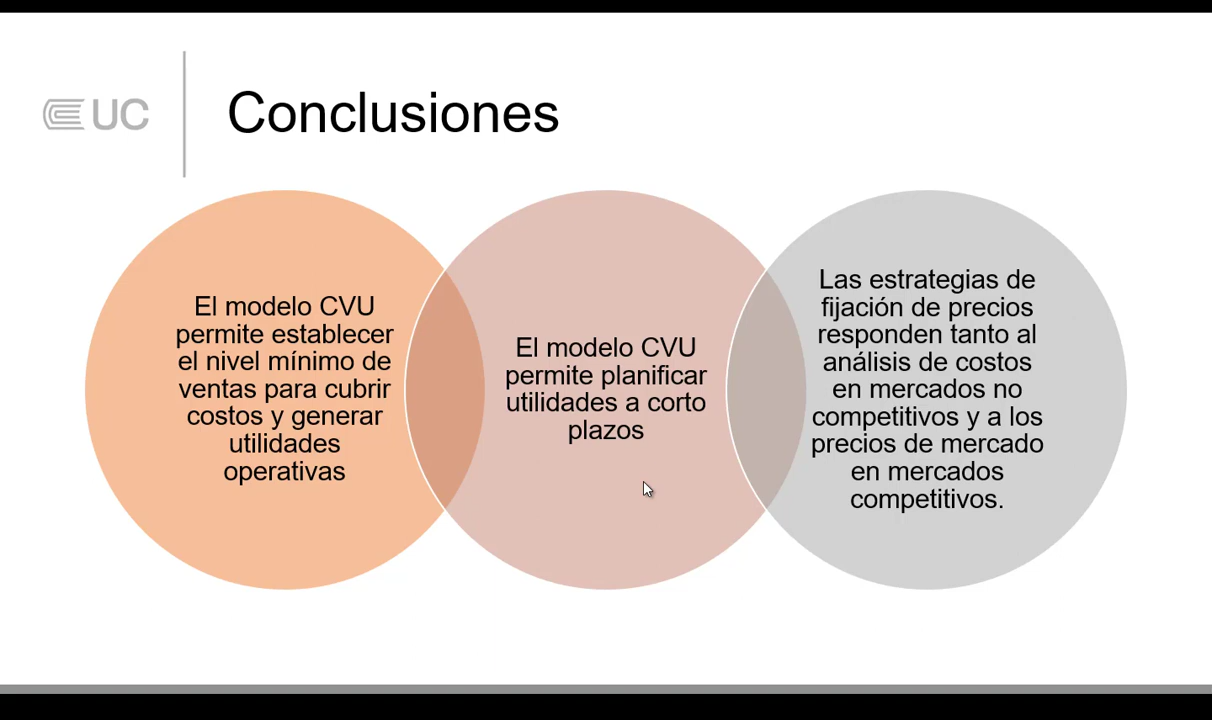 UC
Conclusiones
El modelo CVU
permite establecer
el nivel mínimo de
ventas para cubrir
costos y generar
utilidades
operativas
El modelo CVU
permite planificar
utilidades a corto
plazos
Las estrategias de
fijación de precios
responden tanto al
análisis de costos
en mercados no
competitivos y a los
precios de mercado
en mercados
competitivos.